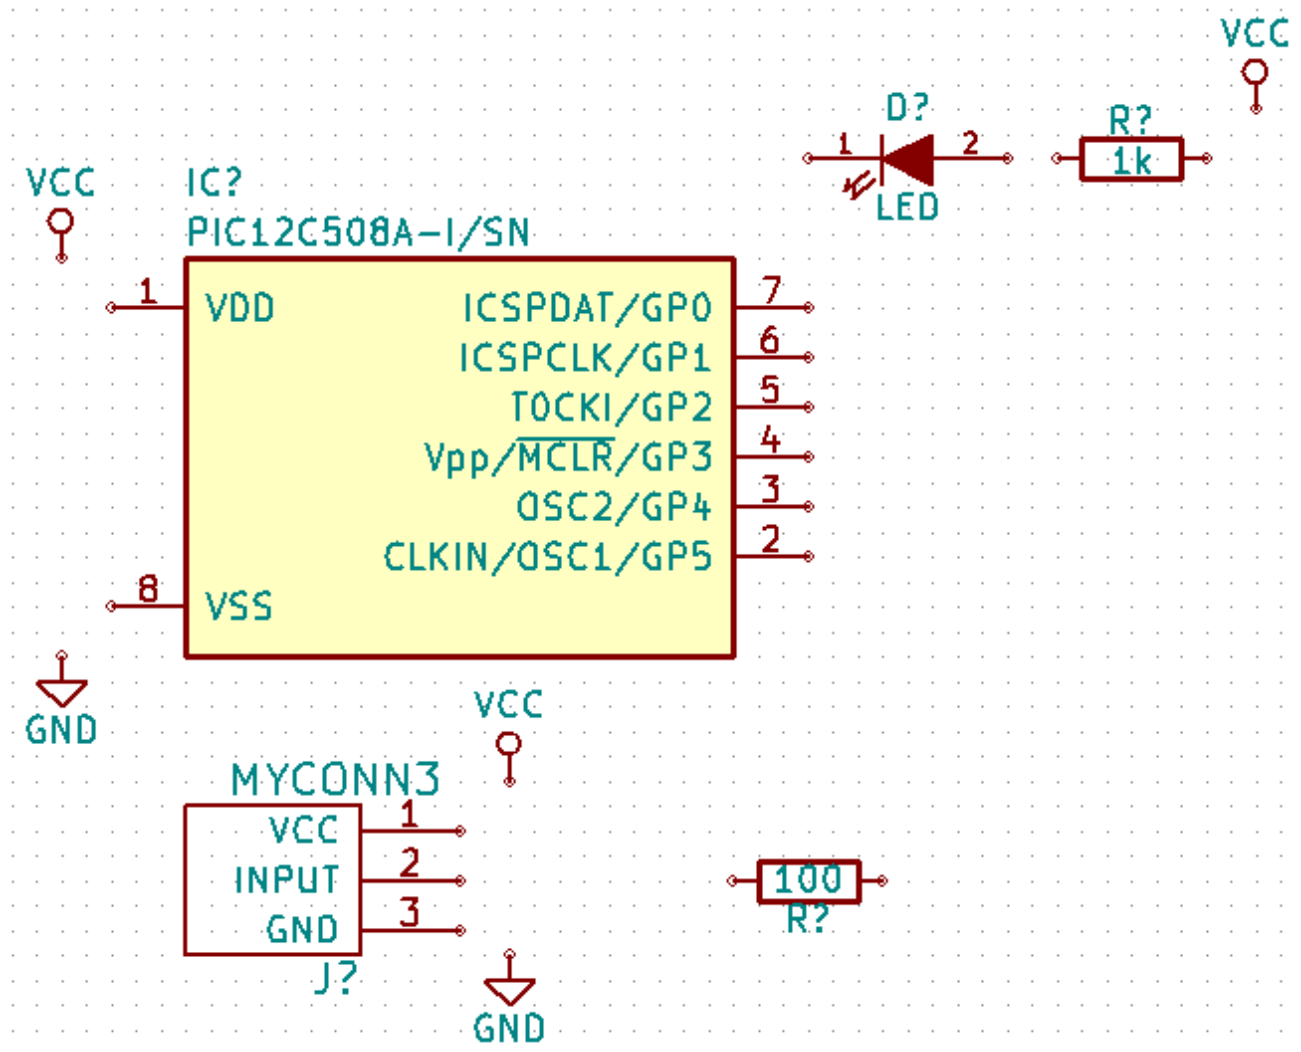 VCC
D?
R?
1 2
1k
LED
VCC
IC?
PIC12C508A-I/SN
1 VDD ICSPDAT/GP0 7
ICSPCLK/GP1 6
T0CKI/GP2 5
Vpp/MCLR/GP3 4
OSC2/GP4 3
CLKIN/OSC1/GP5 2
8 VSS
GND
VCC
MYCONN3
VCC 1
INPUT 2
GND 3
J?
100
R?
GND